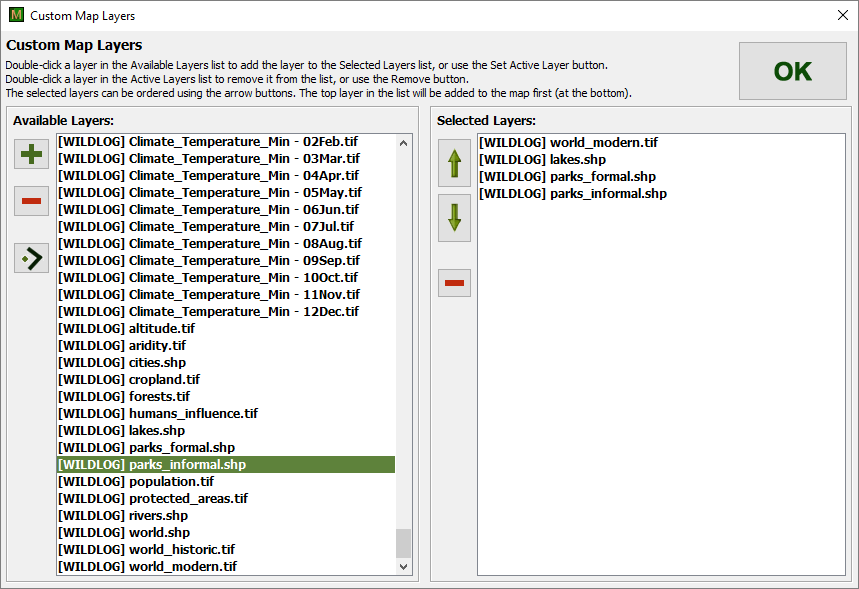 Custom Map Layers
Custom Map Layers
Double-click a layer in the Available Layers list to add the layer to the Selected Layers list, or use the Set Active Layer button.
Double-click a layer in the Active Layers list to remove it from the list, or use the Remove button.
The selected layers can be ordered using the arrow buttons. The top layer in the list will be added to the map first (at the bottom).
OK
Available Layers:
[WILDLOG] Climate_Temperature_Min - 02Feb.tif
[WILDLOG] Climate_Temperature_Min - 03Mar.tif
[WILDLOG] Climate_Temperature_Min - 04Apr.tif
[WILDLOG] Climate_Temperature_Min - 05May.tif
[WILDLOG] Climate_Temperature_Min - 06Jun.tif
[WILDLOG] Climate_Temperature_Min - 07Jul.tif
[WILDLOG] Climate_Temperature_Min - 08Aug.tif
[WILDLOG] Climate_Temperature_Min - 09Sep.tif
[WILDLOG] Climate_Temperature_Min - 10Oct.tif
[WILDLOG] Climate_Temperature_Min - 11Nov.tif
[WILDLOG] Climate_Temperature_Min - 12Dec.tif
[WILDLOG] altitude.tif
[WILDLOG] aridity.tif
[WILDLOG] cities.shp
[WILDLOG] cropland.tif
[WILDLOG] forests.tif
[WILDLOG] humans_influence.tif
[WILDLOG] lakes.shp
[WILDLOG] parks_formal.shp
[WILDLOG] parks_informal.shp
[WILDLOG] population.tif
[WILDLOG] protected_areas.tif
[WILDLOG] rivers.shp
[WILDLOG] world.shp
[WILDLOG] world_historic.tif
[WILDLOG] world_modern.tif
Selected Layers:
[WILDLOG] world_modern.tif
[WILDLOG] lakes.shp
[WILDLOG] parks_formal.shp
[WILDLOG] parks_informal.shp